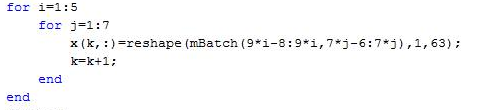 for i=1:5
    for j=1:7
        x(k,:)=reshape(mBatch(9*i-8:9*i,7*j-6:7*j),1,63);
        k=k+1;
    end
end